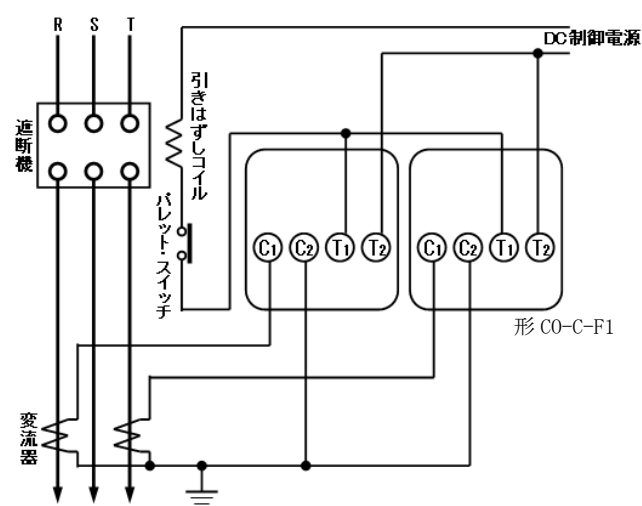 R S T
DC制御電源
引きはずしコイル
遮断機
パレット・スイッチ
C1 C2 T1 T2
C1 C2 T1 T2
形 CO-C-F1
変流器